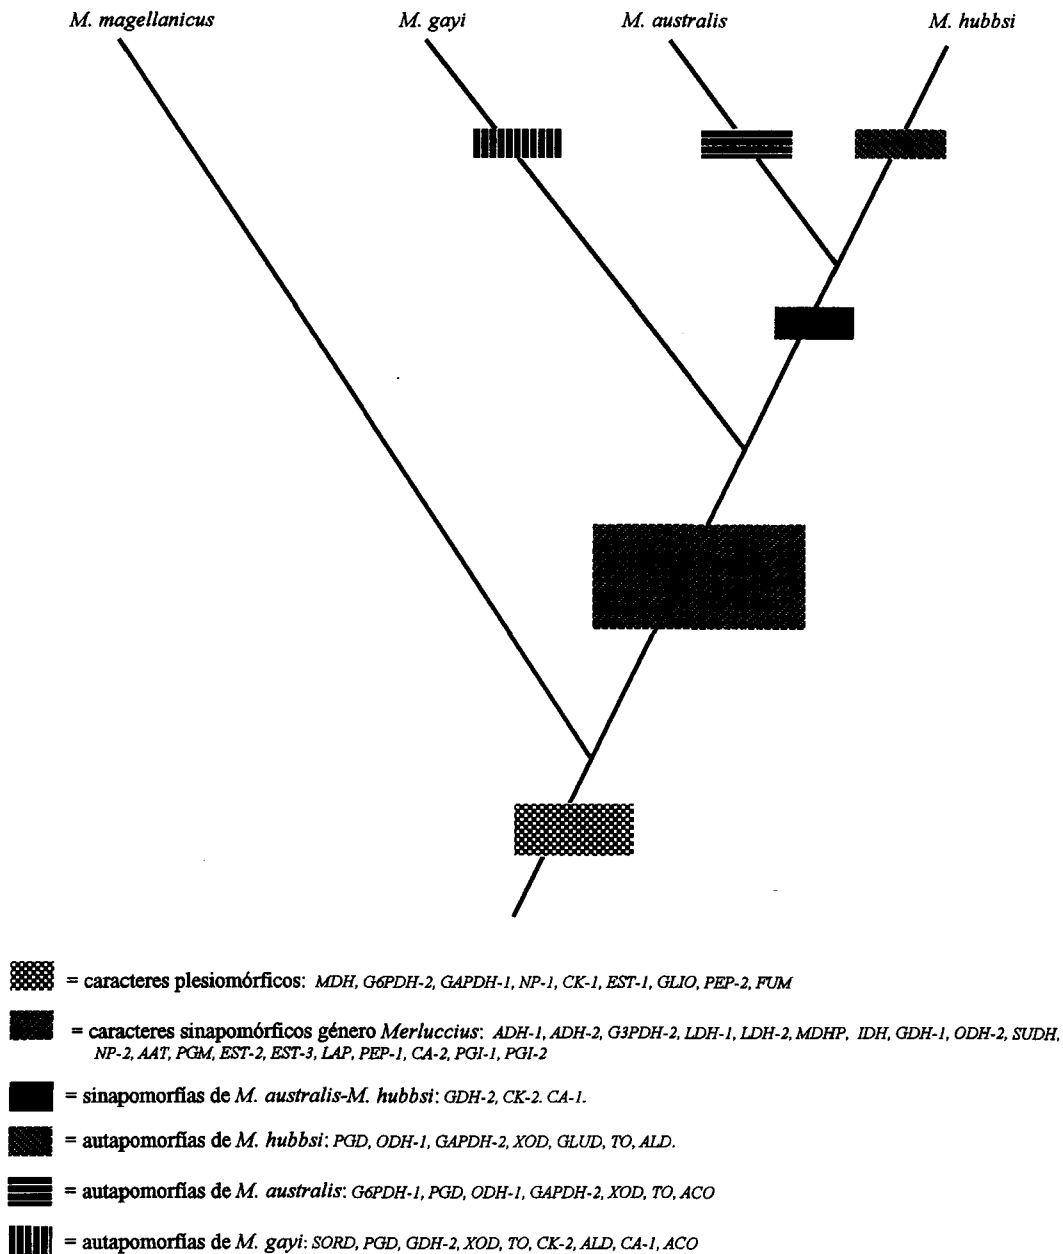 M. magellanicus M. gayi M. australis M. hubbsi
= caracteres plesiomórficos: MDH, G6PDH-2, GAPDH-1, NP-1, CK-1, EST-1, GLIO, PEP-2, FUM
= caracteres sinapomórficos género Merluccius: ADH-1, ADH-2, G3PDH-2, LDH-1, LDH-2, MDHP, IDH, GDH-1, ODH-2, SUDH,
NP-2, AAT, PGM, EST-2, EST-3, LAP, PEP-1, CA-2, PGI-1, PGI-2
= sinapomorfías de M. australis-M. hubbsi: GDH-2, CK-2. CA-1.
= autapomorfías de M. hubbsi: PGD, ODH-1, GAPDH-2, XOD, GLUD, TO, ALD.
= autapomorfías de M. australis: G6PDH-1, PGD, ODH-1, GAPDH-2, XOD, TO, ACO
= autapomorfías de M. gayi: SORD, PGD, GDH-2, XOD, TO, CK-2, ALD, CA-1, ACO